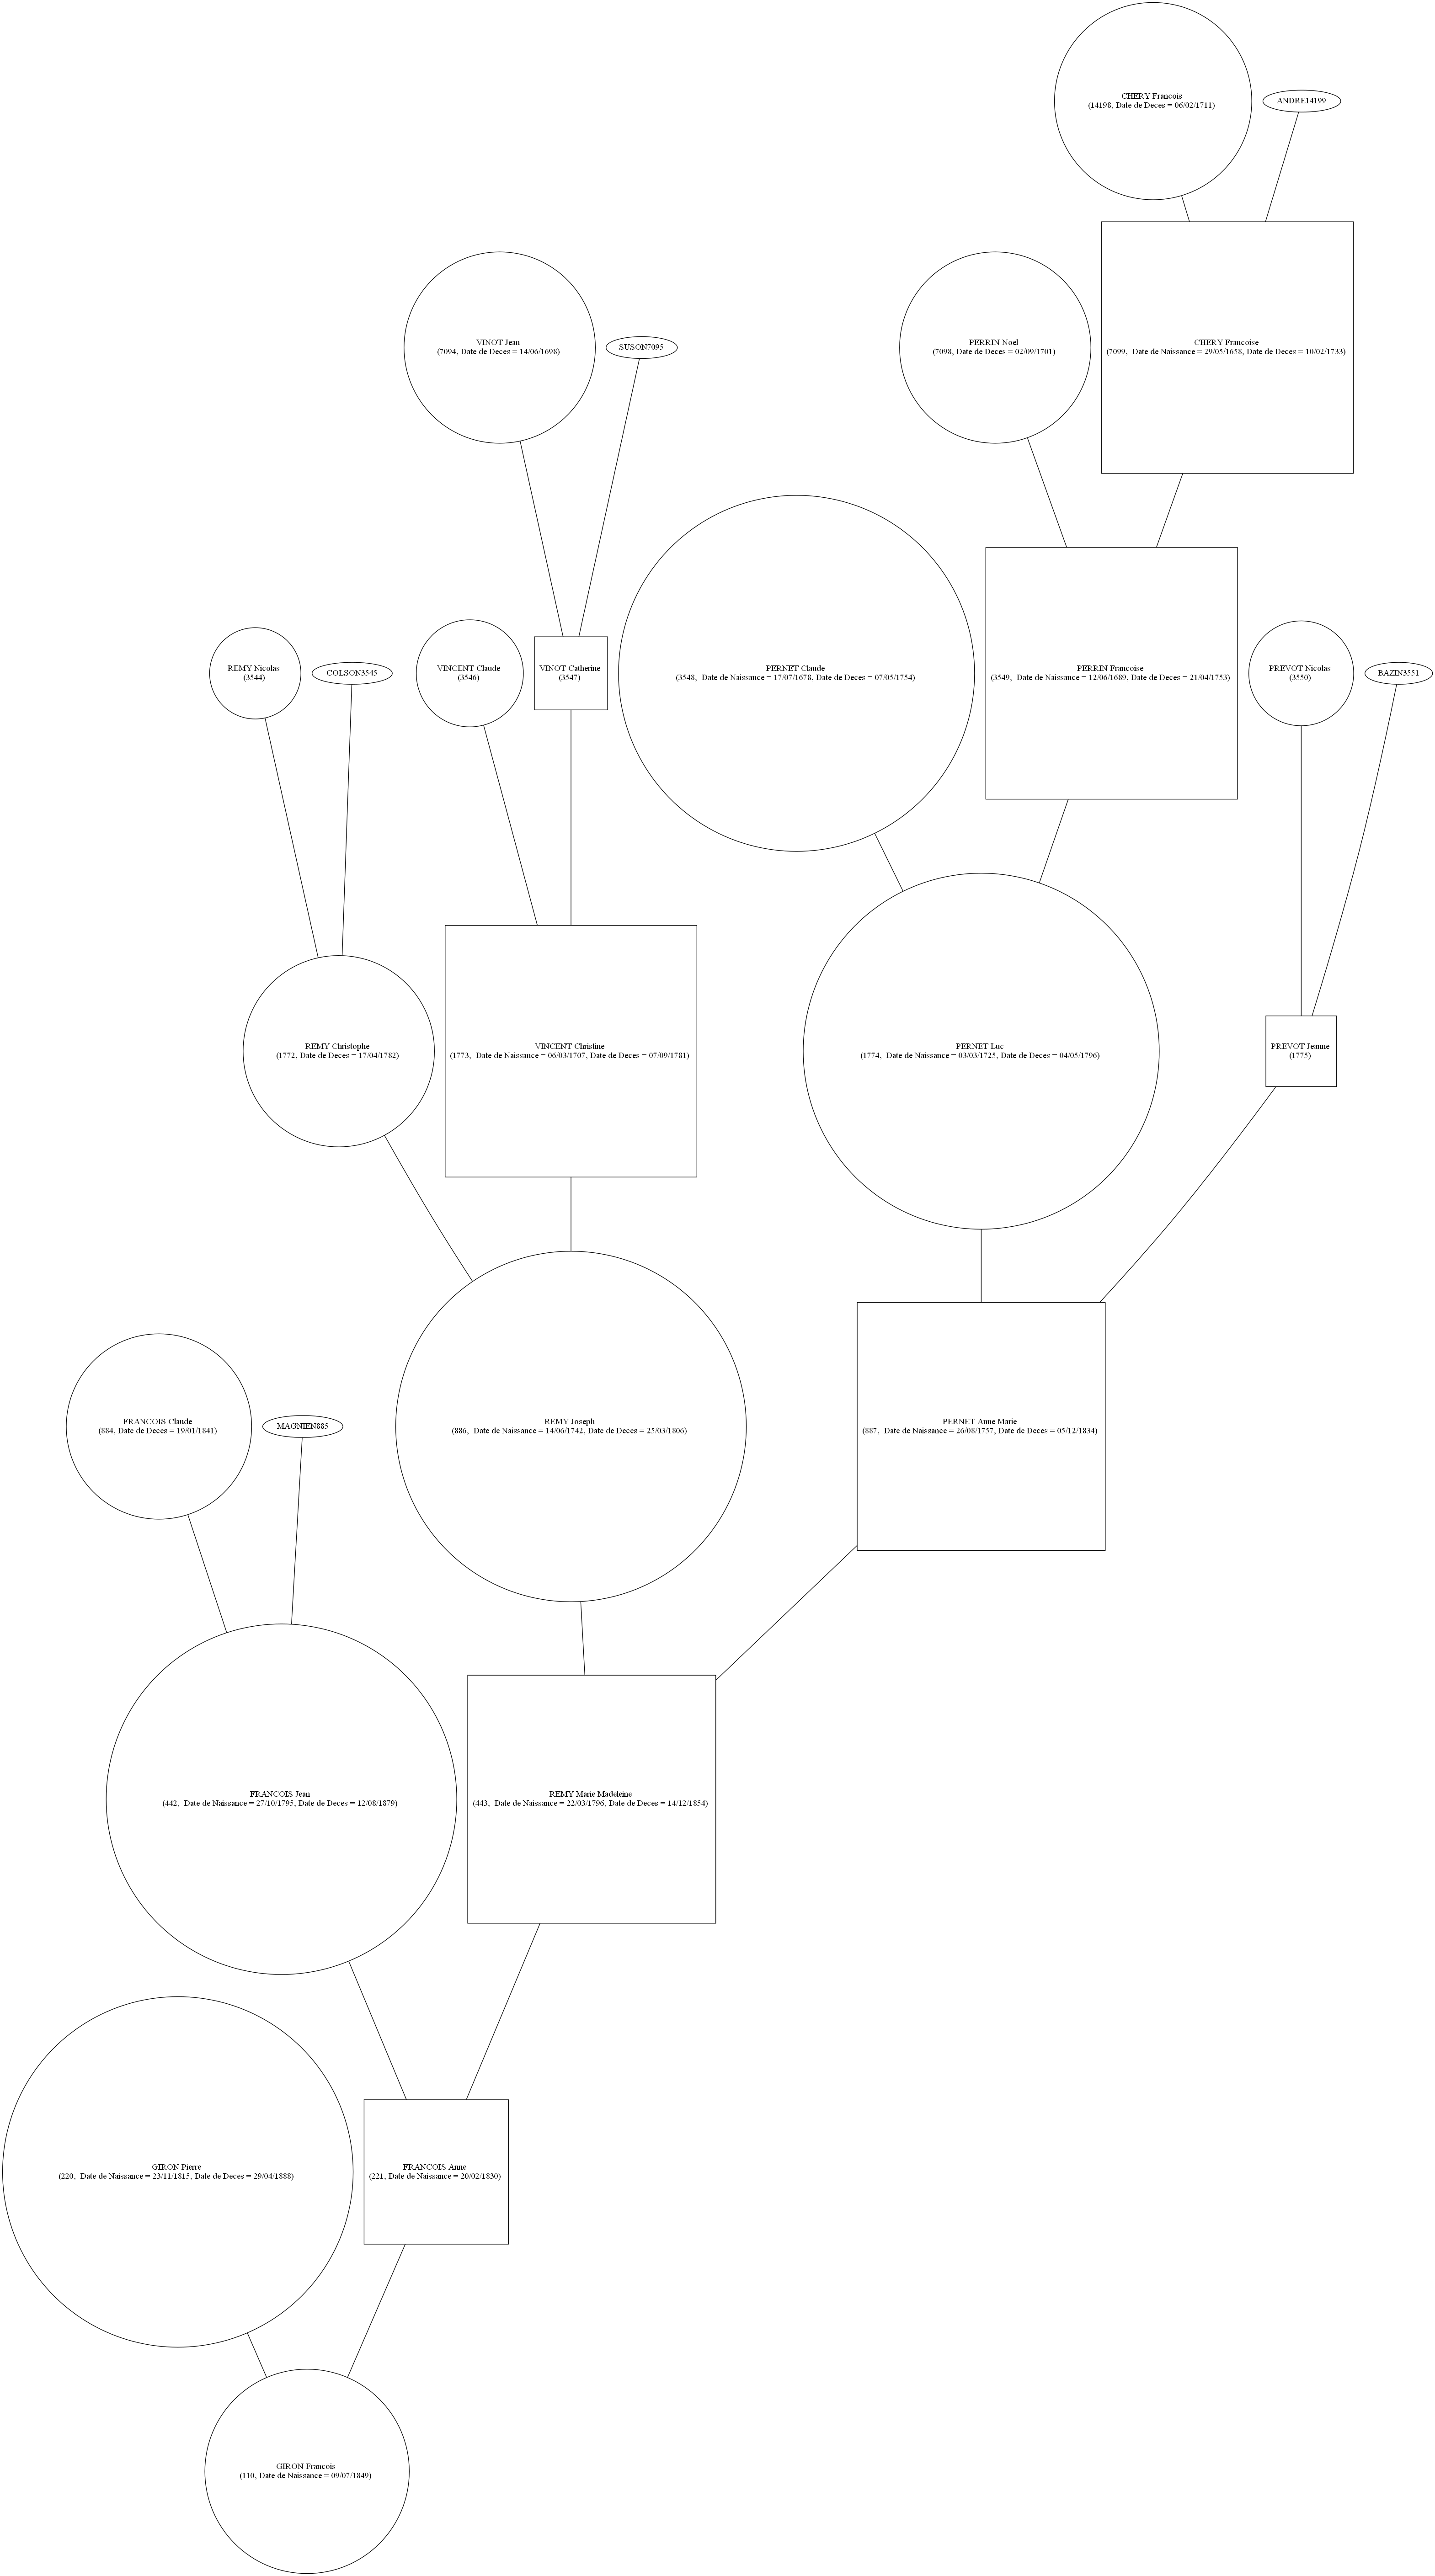 CHERY Francois
(14198, Date de Deces = 06/02/1711)
ANDRE14199
VINOT Jean
(7094, Date de Deces = 14/06/1698)
SUSON7095
PERRIN Noel
(7098, Date de Deces = 02/09/1701)
CHERY Francoise
(7099,  Date de Naissance = 29/05/1658, Date de Deces = 10/02/1733)
REMY Nicolas
(3544)
COLSON3545
VINCENT Claude
(3546)
VINOT Catherine
(3547)
PERNET Claude
(3548,  Date de Naissance = 17/07/1678, Date de Deces = 07/05/1754)
PERRIN Francoise
(3549,  Date de Naissance = 12/06/1689, Date de Deces = 21/04/1753)
PREVOT Nicolas
(3550)
BAZIN3551
REMY Christophe
(1772, Date de Deces = 17/04/1782)
VINCENT Christine
(1773,  Date de Naissance = 06/03/1707, Date de Deces = 07/09/1781)
PERNET Luc
(1774,  Date de Naissance = 03/03/1725, Date de Deces = 04/05/1796)
PREVOT Jeanne
(1775)
FRANCOIS Claude
(884, Date de Deces = 19/01/1841)
MAGNIEN885
REMY Joseph
(886,  Date de Naissance = 14/06/1742, Date de Deces = 25/03/1806)
PERNET Anne Marie
(887,  Date de Naissance = 26/08/1757, Date de Deces = 05/12/1834)
FRANCOIS Jean
(442,  Date de Naissance = 27/10/1795, Date de Deces = 12/08/1879)
REMY Marie Madeleine
(443,  Date de Naissance = 22/03/1796, Date de Deces = 14/12/1854)
GIRON Pierre
(220,  Date de Naissance = 23/11/1815, Date de Deces = 29/04/1888)
FRANCOIS Anne
(221, Date de Naissance = 20/02/1830)
GIRON Francois
(110, Date de Naissance = 09/07/1849)